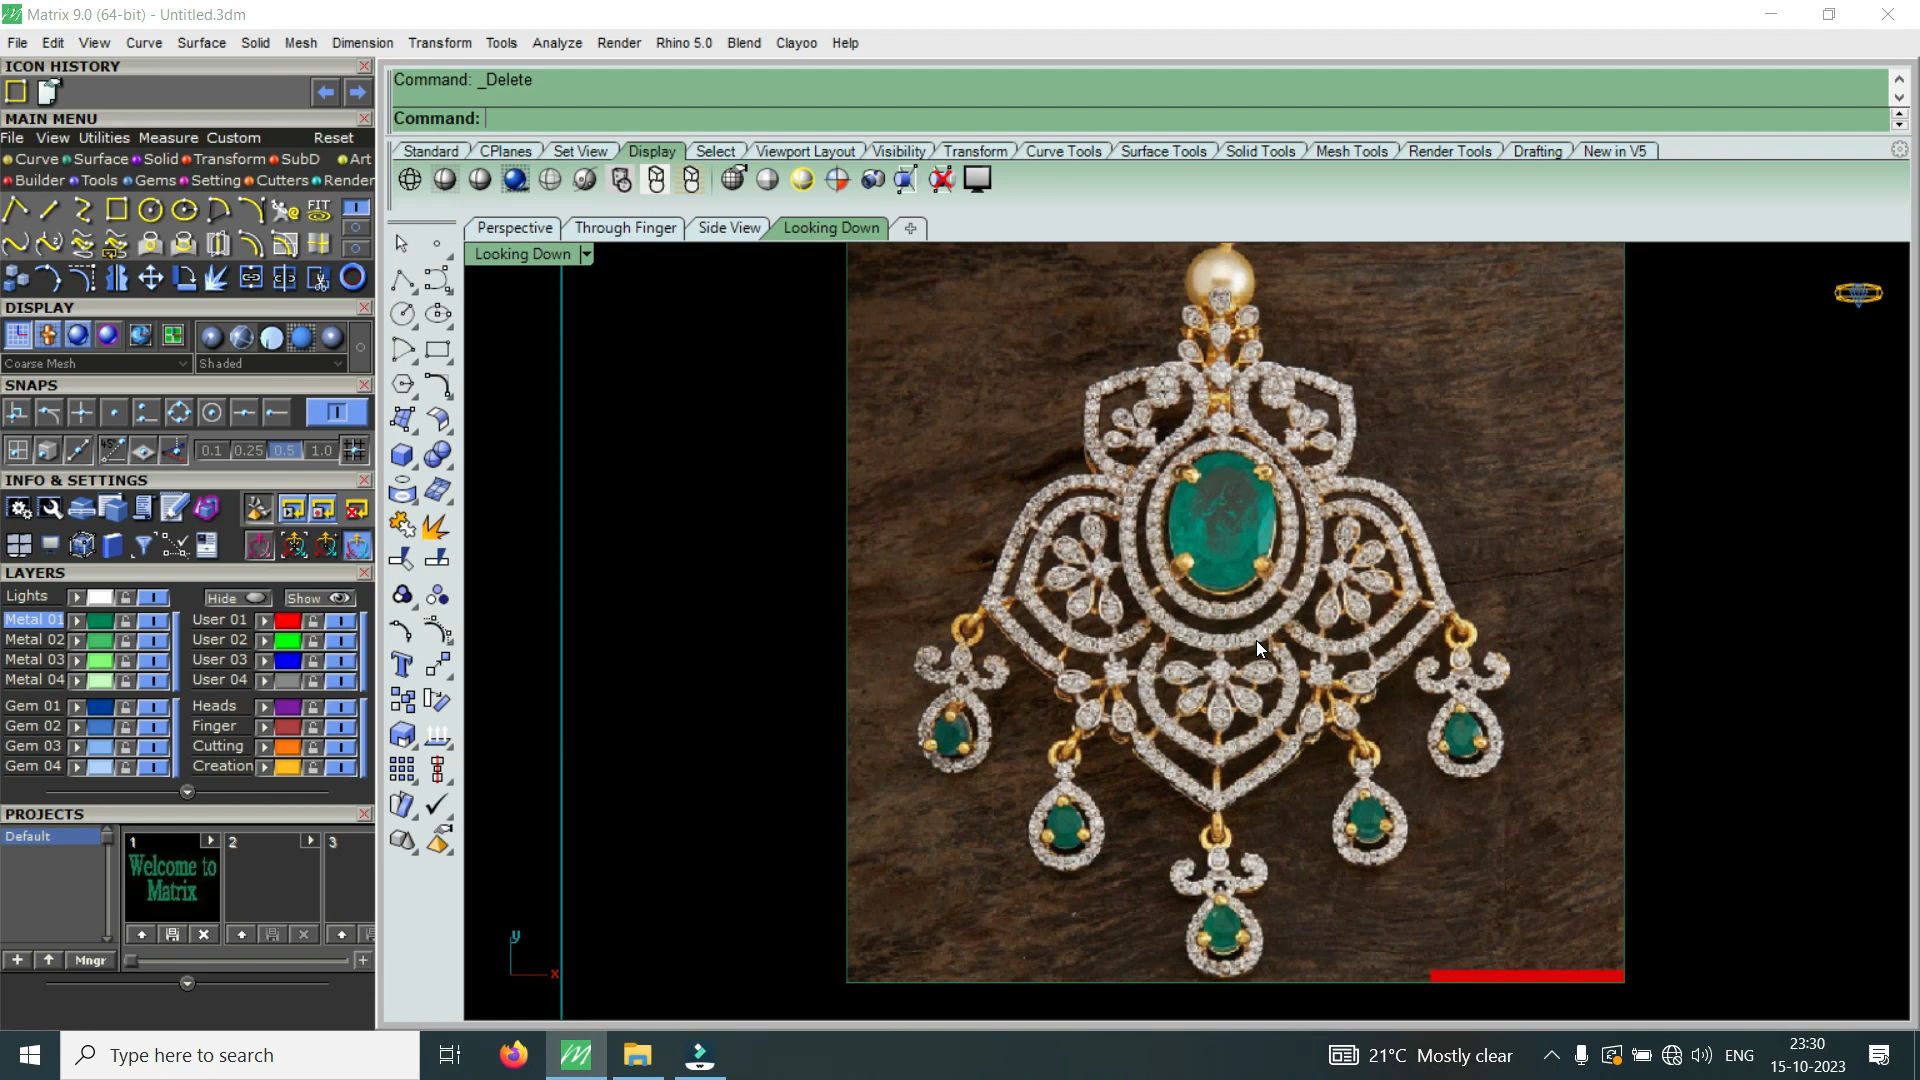 Matrix 9.0 (64-bit) - Untitled.3dm
File Edit View Curve Surface Solid Mesh Dimension Transform Tools Analyze Render Rhino 5.0 Blend Clayoo Help
ICON HISTORY
MAIN MENU
File View Utilities Measure Custom Reset
Curve Surface Solid Transform SubD Art
Builder Tools Gems Setting Cutters Render
FIT
DISPLAY
Coarse Mesh Shaded
SNAPS
0.1 0.25 0.5 1.0
INFO & SETTINGS
LAYERS
Lights Hide Show
Metal 01 User 01
Metal 02 User 02
Metal 03 User 03
Metal 04 User 04
Gem 01 Heads
Gem 02 Finger
Gem 03 Cutting
Gem 04 Creation
PROJECTS
Default
1 2 3
Welcome to
Matrix
Mngr
Command: _Delete
Command:
Standard CPlanes Set View Display Select Viewport Layout Visibility Transform Curve Tools Surface Tools Solid Tools Mesh Tools Render Tools Drafting New in V5
Perspective Through Finger Side View Looking Down
Looking Down
y
x
Type here to search
21°C Mostly clear
ENG
23:30
15-10-2023